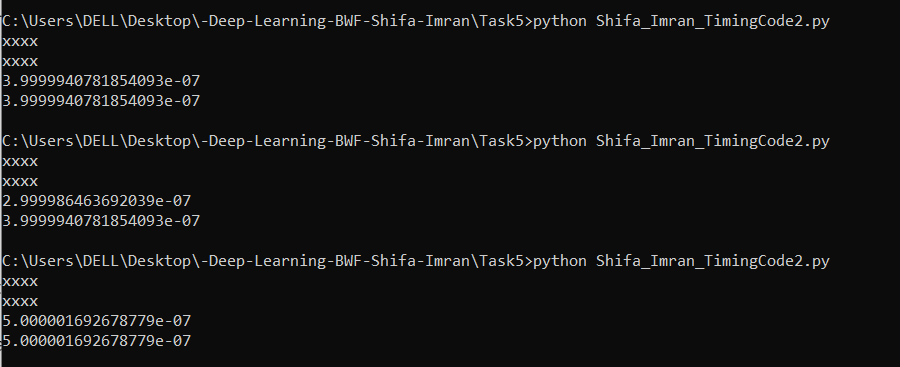 C:\Users\DELL\Desktop\-Deep-Learning-BWF-Shifa-Imran\Task5>python Shifa_Imran_TimingCode2.py
xxxx
xxxx
3.9999940781854093e-07
3.9999940781854093e-07
C:\Users\DELL\Desktop\-Deep-Learning-BWF-Shifa-Imran\Task5>python Shifa_Imran_TimingCode2.py
xxxx
xxxx
2.999986463692039e-07
3.9999940781854093e-07
C:\Users\DELL\Desktop\-Deep-Learning-BWF-Shifa-Imran\Task5>python Shifa_Imran_TimingCode2.py
xxxx
xxxx
5.000001692678779e-07
5.000001692678779e-07